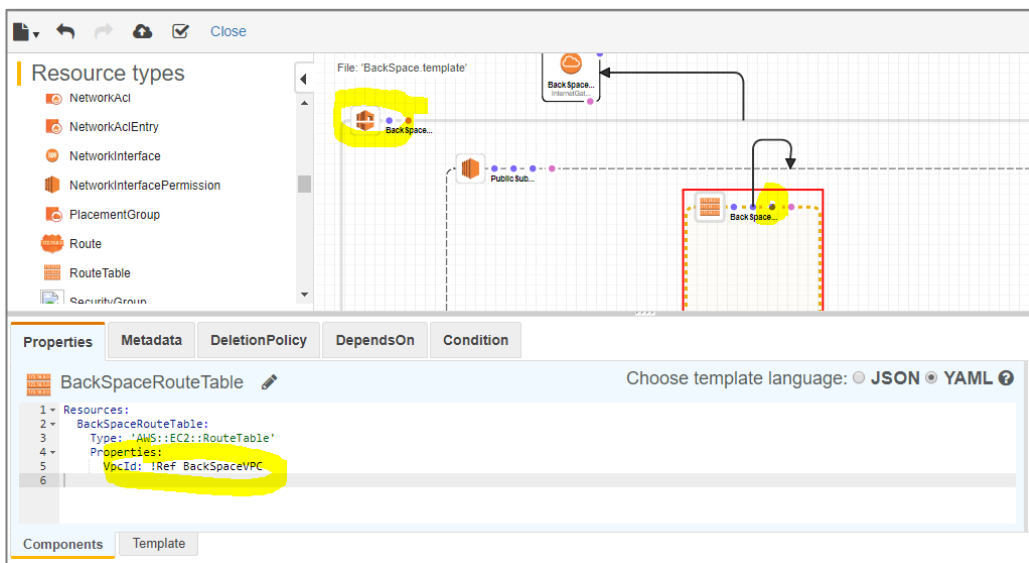 Close
Resource types
NetworkAcl
NetworkAclEntry
NetworkInterface
NetworkInterfacePermission
PlacementGroup
Route
RouteTable
SecurityGroup
File: 'BackSpace.template'
BackSpace...
InternetGat...
BackSpace...
PublicSub...
BackSpace...
Properties
Metadata
DeletionPolicy
DependsOn
Condition
BackSpaceRouteTable
Choose template language: JSON YAML
1 Resources:
2 BackSpaceRouteTable:
3 Type: 'AWS::EC2::RouteTable'
4 Properties:
5 VpcId: !Ref BackSpaceVPC
6
Components
Template